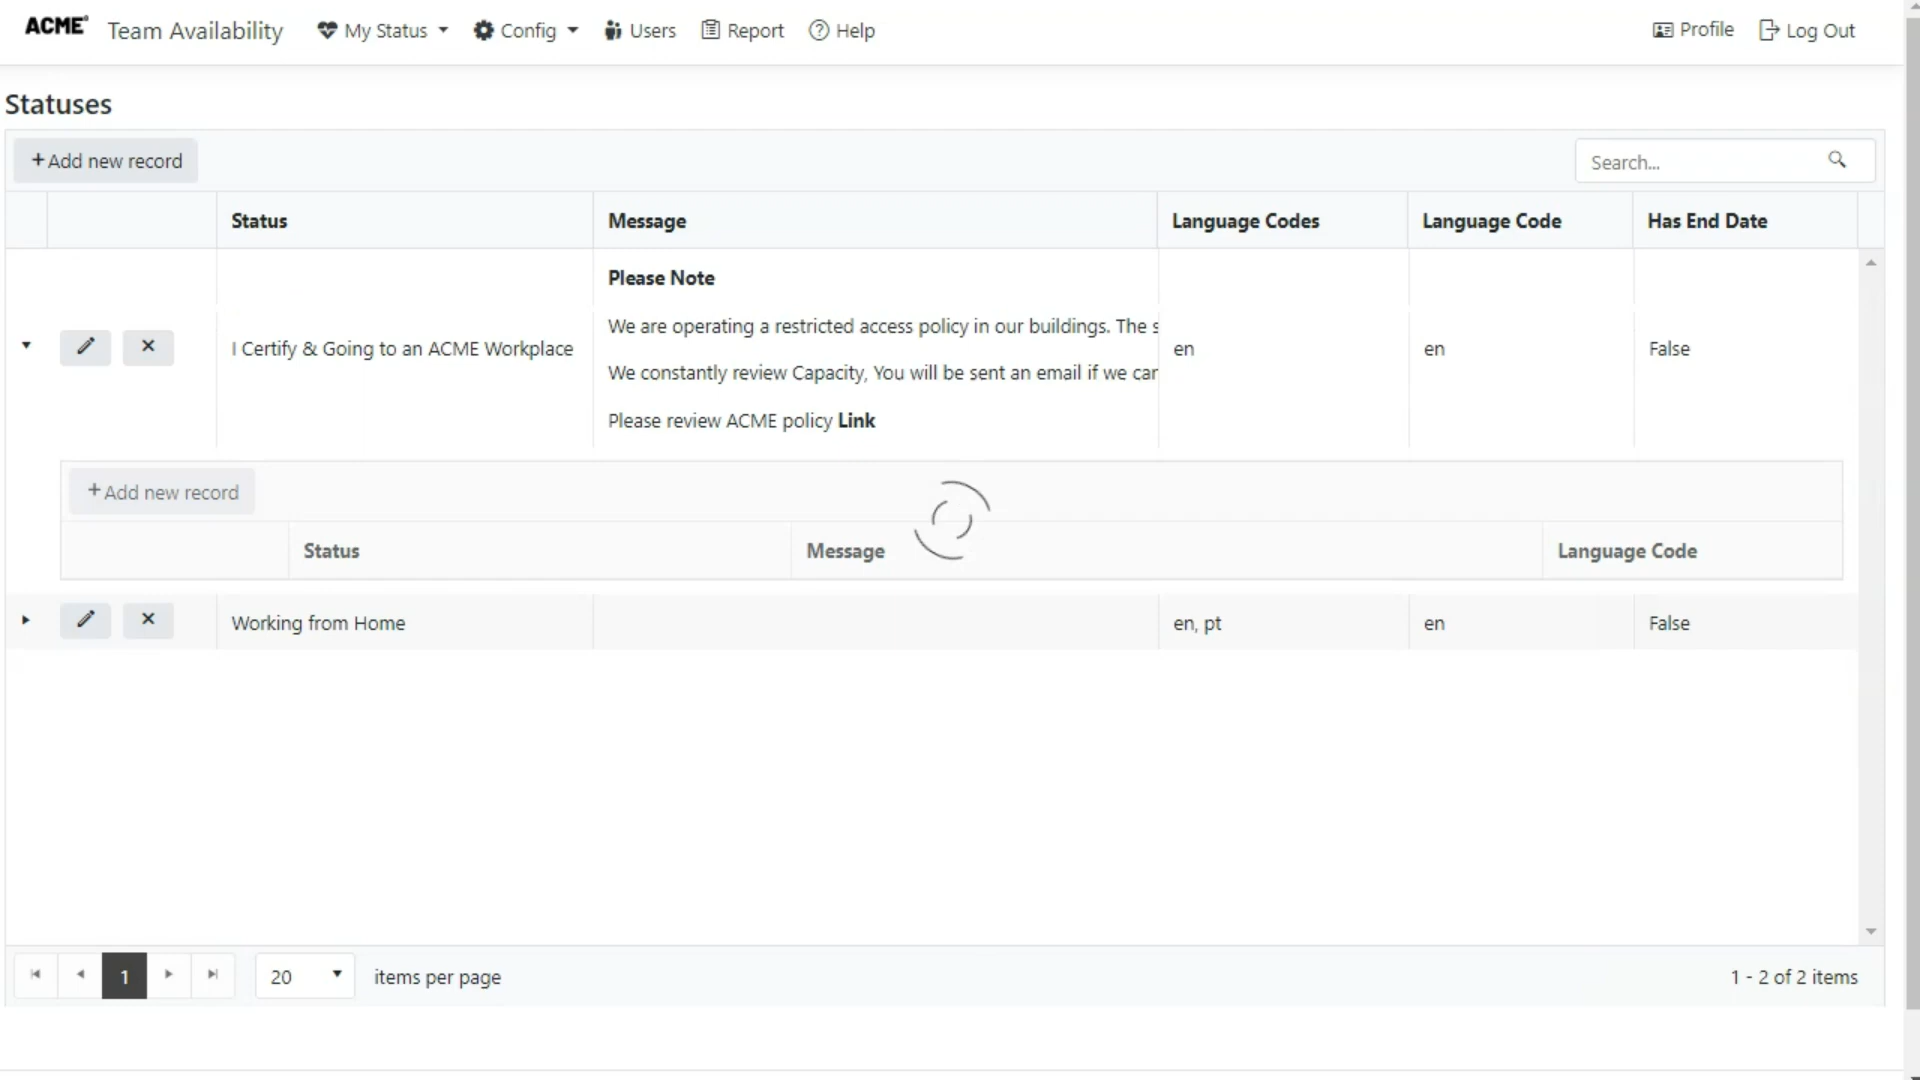 ACME® Team Availability My Status Config Users Report Help Profile Log Out
Statuses
+Add new record Search...
Status Message Language Codes Language Code Has End Date
Please Note
We are operating a restricted access policy in our buildings. The s
I Certify & Going to an ACME Workplace en en False
We constantly review Capacity, You will be sent an email if we can
Please review ACME policy Link
+Add new record
Status Message Language Code
Working from Home en, pt en False
1 20 items per page 1 - 2 of 2 items